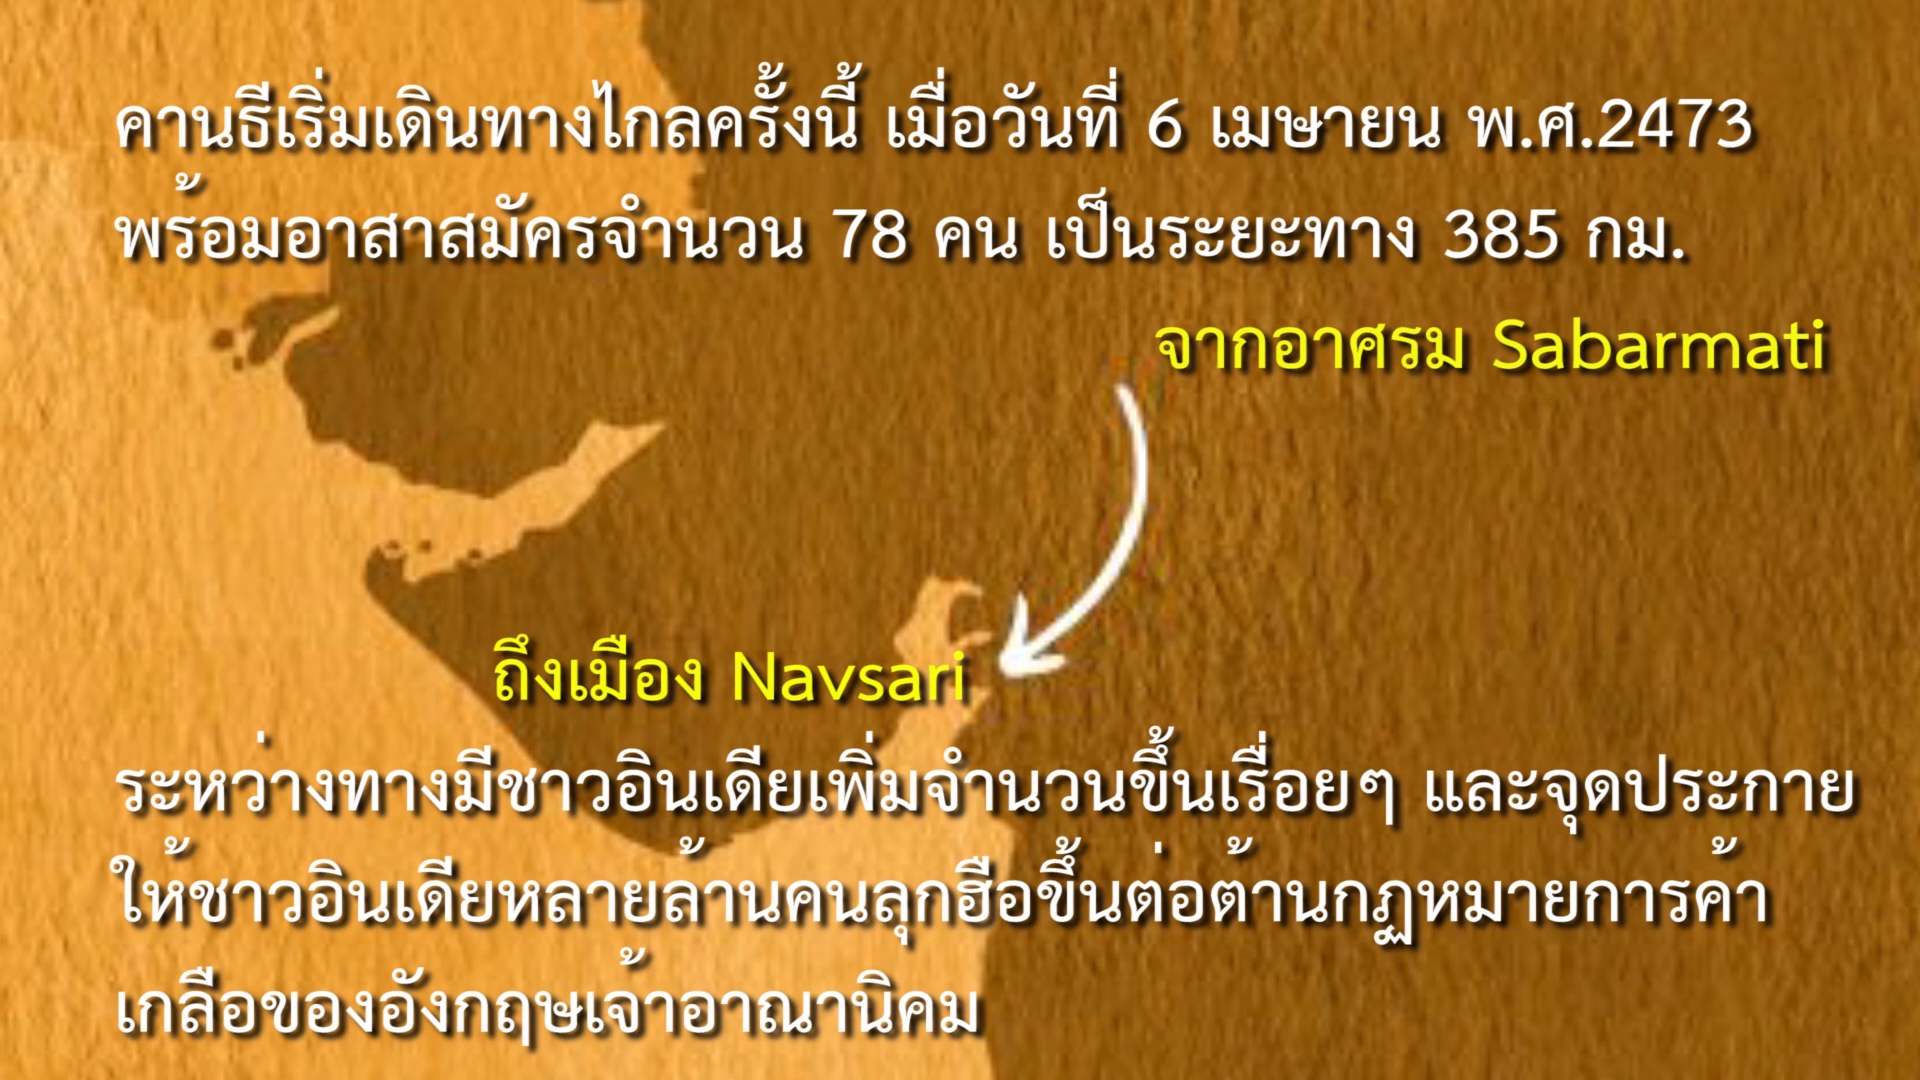 คานธีเริ่มเดินทางไกลครั้งนี้ เมื่อวันที่ 6 เมษายน พ.ศ.2473
พร้อมอาสาสมัครจำนวน 78 คน เป็นระยะทาง 385 กม.
จากอาศรม Sabarmati
ถึงเมือง Navsari
ระหว่างทางมีชาวอินเดียเพิ่มจำนวนขึ้นเรื่อยๆ และจุดประกาย
ให้ชาวอินเดียหลายล้านคนลุกฮือขึ้นต่อต้านกฎหมายการค้า
เกลือของอังกฤษเจ้าอาณานิคม